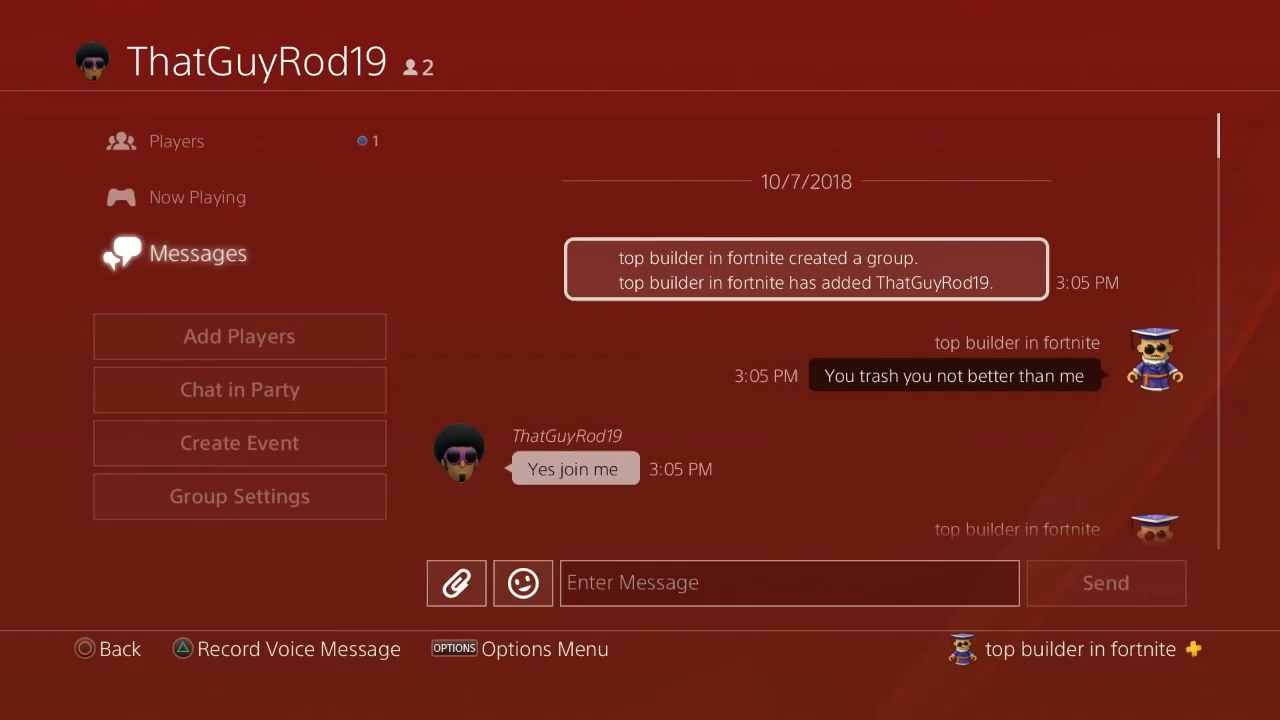 ThatGuyRod19 2
Players 1
Now Playing
Messages
Add Players
Chat in Party
Create Event
Group Settings
10/7/2018
top builder in fortnite created a group.
top builder in fortnite has added ThatGuyRod19.
3:05 PM
top builder in fortnite
3:05 PM You trash you not better than me
ThatGuyRod19
Yes join me 3:05 PM
top builder in fortnite
Enter Message
Send
Back
Record Voice Message
OPTIONS Options Menu
top builder in fortnite